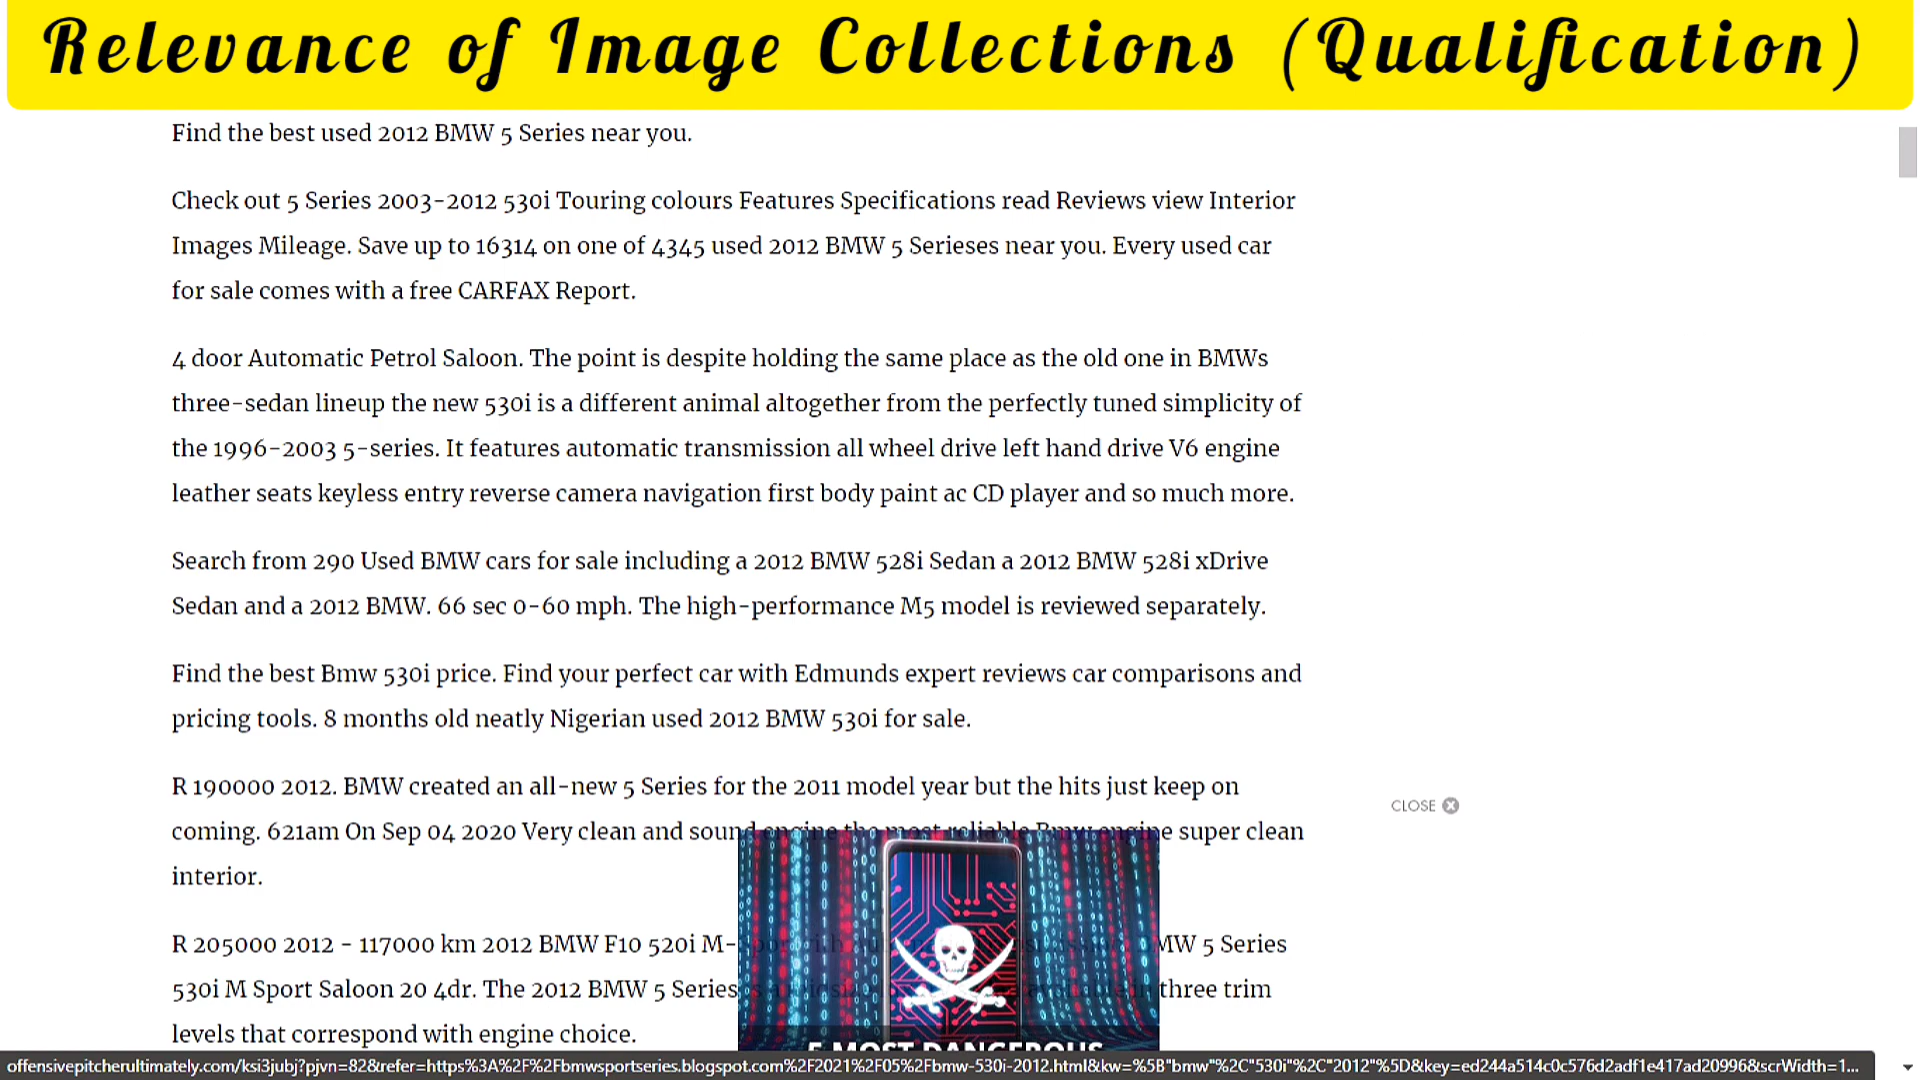 Relevance of Image Collections (Qualification)
Find the best used 2012 BMW 5 Series near you.
Check out 5 Series 2003-2012 530i Touring colours Features Specifications read Reviews view Interior
Images Mileage. Save up to 16314 on one of 4345 used 2012 BMW 5 Serieses near you. Every used car
for sale comes with a free CARFAX Report.
4 door Automatic Petrol Saloon. The point is despite holding the same place as the old one in BMWs
three-sedan lineup the new 530i is a different animal altogether from the perfectly tuned simplicity of
the 1996-2003 5-series. It features automatic transmission all wheel drive left hand drive V6 engine
leather seats keyless entry reverse camera navigation first body paint ac CD player and so much more.
Search from 290 Used BMW cars for sale including a 2012 BMW 528i Sedan a 2012 BMW 528i xDrive
Sedan and a 2012 BMW. 66 sec 0-60 mph. The high-performance M5 model is reviewed separately.
Find the best Bmw 530i price. Find your perfect car with Edmunds expert reviews car comparisons and
pricing tools. 8 months old neatly Nigerian used 2012 BMW 530i for sale.
R 190000 2012. BMW created an all-new 5 Series for the 2011 model year but the hits just keep on
CLOSE
coming. 621am On Sep 04 2020 Very clean and sound engine the most reliable Bmw engine super clean
interior.
R 205000 2012 - 117000 km 2012 BMW F10 520i M- MW 5 Series
530i M Sport Saloon 20 4dr. The 2012 BMW 5 Series three trim
levels that correspond with engine choice.
5 MOST DANGEROUS
offensivepitcherultimately.com/ksi3jubj?pjvn=82&refer=https%3A%2F%2Fbmwsportseries.blogspot.com%2F2021%2F05%2Fbmw-530i-2012.html&kw=%5B"bmw"%2C"530i"%2C"2012"%5D&key=ed244a514c0c576d2adf1e417ad20996&scrWidth=1...